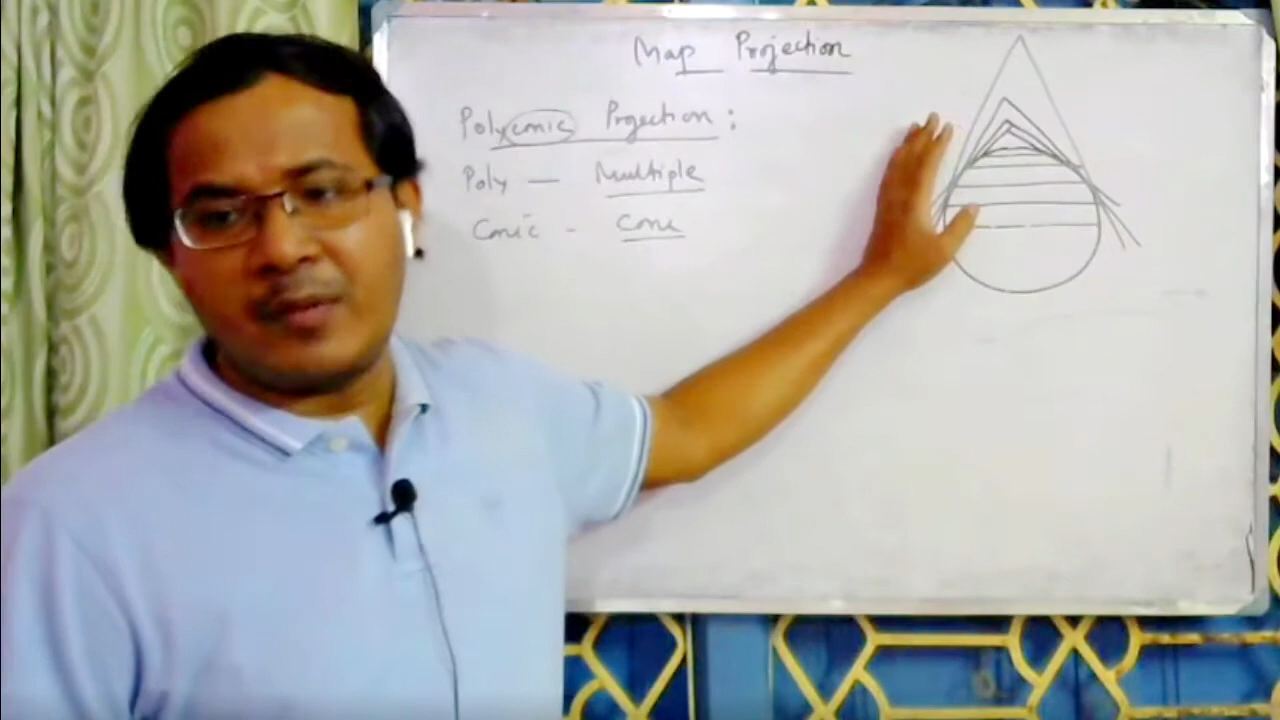 Map Projection
Polyconic Projection :
Poly — Multiple
Conic - Cone